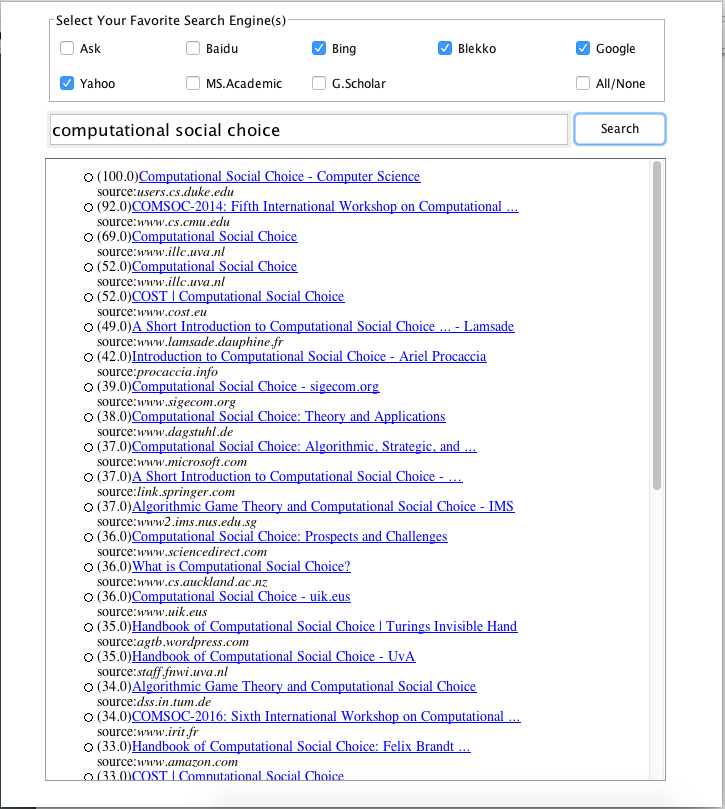 Select Your Favorite Search Engine(s)
Ask Baidu Bing Blekko Google
Yahoo MS.Academic G.Scholar All/None
computational social choice Search
(100.0)Computational Social Choice - Computer Science
source:users.cs.duke.edu
(92.0)COMSOC-2014: Fifth International Workshop on Computational ...
source:www.cs.cmu.edu
(69.0)Computational Social Choice
source:www.illc.uva.nl
(52.0)Computational Social Choice
source:www.illc.uva.nl
(52.0)COST | Computational Social Choice
source:www.cost.eu
(49.0)A Short Introduction to Computational Social Choice ... - Lamsade
source:www.lamsade.dauphine.fr
(42.0)Introduction to Computational Social Choice - Ariel Procaccia
source:procaccia.info
(39.0)Computational Social Choice - sigecom.org
source:www.sigecom.org
(38.0)Computational Social Choice: Theory and Applications
source:www.dagstuhl.de
(37.0)Computational Social Choice: Algorithmic, Strategic, and ...
source:www.microsoft.com
(37.0)A Short Introduction to Computational Social Choice - ...
source:link.springer.com
(37.0)Algorithmic Game Theory and Computational Social Choice - IMS
source:www2.ims.nus.edu.sg
(36.0)Computational Social Choice: Prospects and Challenges
source:www.sciencedirect.com
(36.0)What is Computational Social Choice?
source:www.cs.auckland.ac.nz
(36.0)Computational Social Choice - uik.eus
source:www.uik.eus
(35.0)Handbook of Computational Social Choice | Turings Invisible Hand
source:agtb.wordpress.com
(35.0)Handbook of Computational Social Choice - UvA
source:staff.fnwi.uva.nl
(34.0)Algorithmic Game Theory and Computational Social Choice
source:dss.in.tum.de
(34.0)COMSOC-2016: Sixth International Workshop on Computational ...
source:www.irit.fr
(33.0)Handbook of Computational Social Choice: Felix Brandt ...
source:www.amazon.com
(33.0)COST | Computational Social Choice